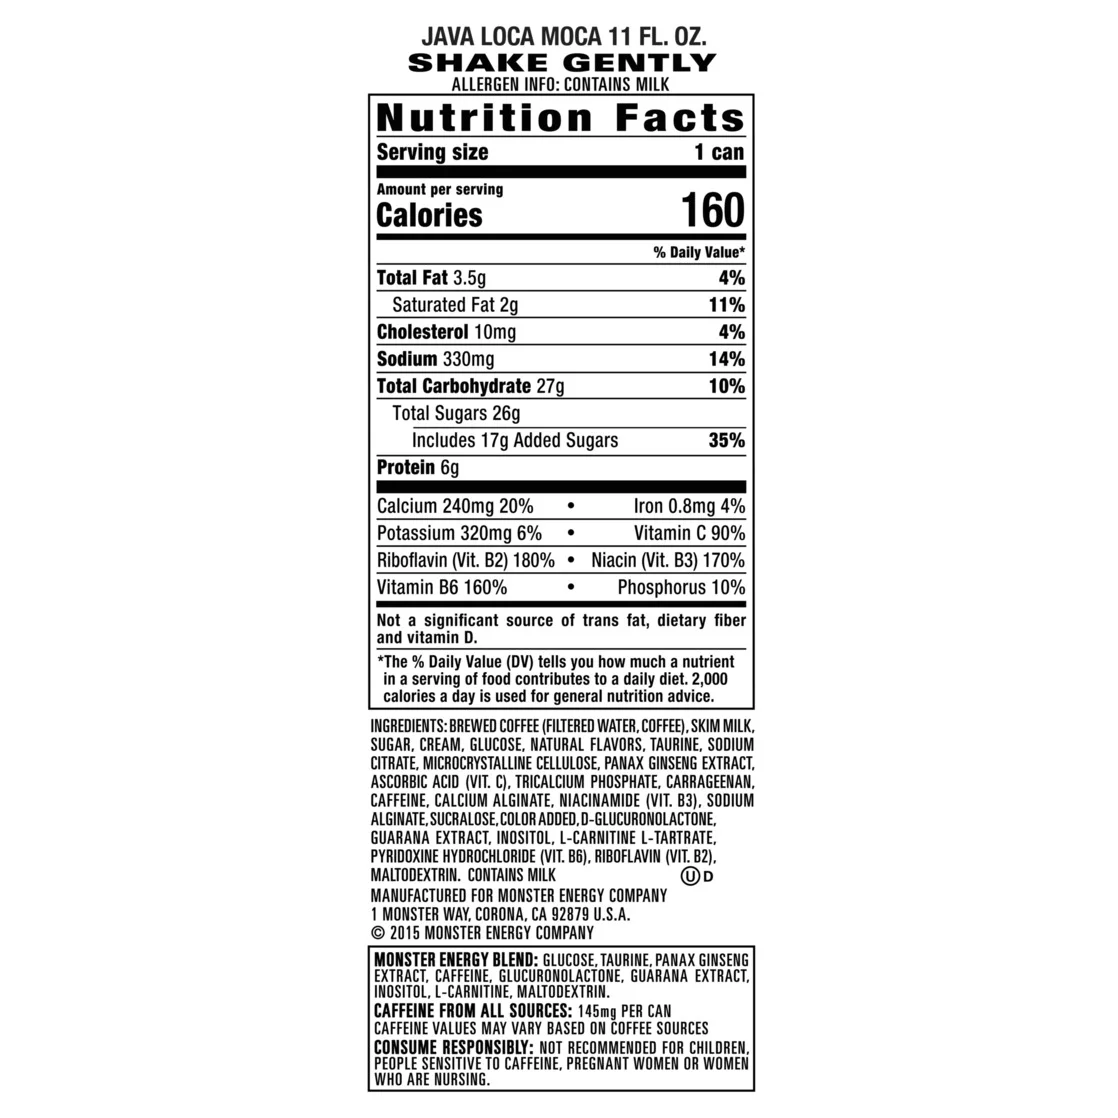 JAVA LOCA MOCA 11 FL. OZ.
SHAKE GENTLY
ALLERGEN INFO: CONTAINS MILK
Nutrition Facts
Serving size 1 can
Amount per serving
Calories 160
% Daily Value*
Total Fat 3.5g 4%
Saturated Fat 2g 11%
Cholesterol 10mg 4%
Sodium 330mg 14%
Total Carbohydrate 27g 10%
Total Sugars 26g
Includes 17g Added Sugars 35%
Protein 6g
Calcium 240mg 20% • Iron 0.8mg 4%
Potassium 320mg 6% • Vitamin C 90%
Riboflavin (Vit. B2) 180% • Niacin (Vit. B3) 170%
Vitamin B6 160% • Phosphorus 10%
Not a significant source of trans fat, dietary fiber
and vitamin D.
*The % Daily Value (DV) tells you how much a nutrient
in a serving of food contributes to a daily diet. 2,000
calories a day is used for general nutrition advice.
INGREDIENTS: BREWED COFFEE (FILTERED WATER, COFFEE), SKIM MILK,
SUGAR, CREAM, GLUCOSE, NATURAL FLAVORS, TAURINE, SODIUM
CITRATE, MICROCRYSTALLINE CELLULOSE, PANAX GINSENG EXTRACT,
ASCORBIC ACID (VIT. C), TRICALCIUM PHOSPHATE, CARRAGEENAN,
CAFFEINE, CALCIUM ALGINATE, NIACINAMIDE (VIT. B3), SODIUM
ALGINATE, SUCRALOSE, COLOR ADDED, D-GLUCURONOLACTONE,
GUARANA EXTRACT, INOSITOL, L-CARNITINE L-TARTRATE,
PYRIDOXINE HYDROCHLORIDE (VIT. B6), RIBOFLAVIN (VIT. B2),
MALTODEXTRIN. CONTAINS MILK Ⓤ D
MANUFACTURED FOR MONSTER ENERGY COMPANY
1 MONSTER WAY, CORONA, CA 92879 U.S.A.
© 2015 MONSTER ENERGY COMPANY
MONSTER ENERGY BLEND: GLUCOSE, TAURINE, PANAX GINSENG
EXTRACT, CAFFEINE, GLUCURONOLACTONE, GUARANA EXTRACT,
INOSITOL, L-CARNITINE, MALTODEXTRIN.
CAFFEINE FROM ALL SOURCES: 145mg PER CAN
CAFFEINE VALUES MAY VARY BASED ON COFFEE SOURCES
CONSUME RESPONSIBLY: NOT RECOMMENDED FOR CHILDREN,
PEOPLE SENSITIVE TO CAFFEINE, PREGNANT WOMEN OR WOMEN
WHO ARE NURSING.